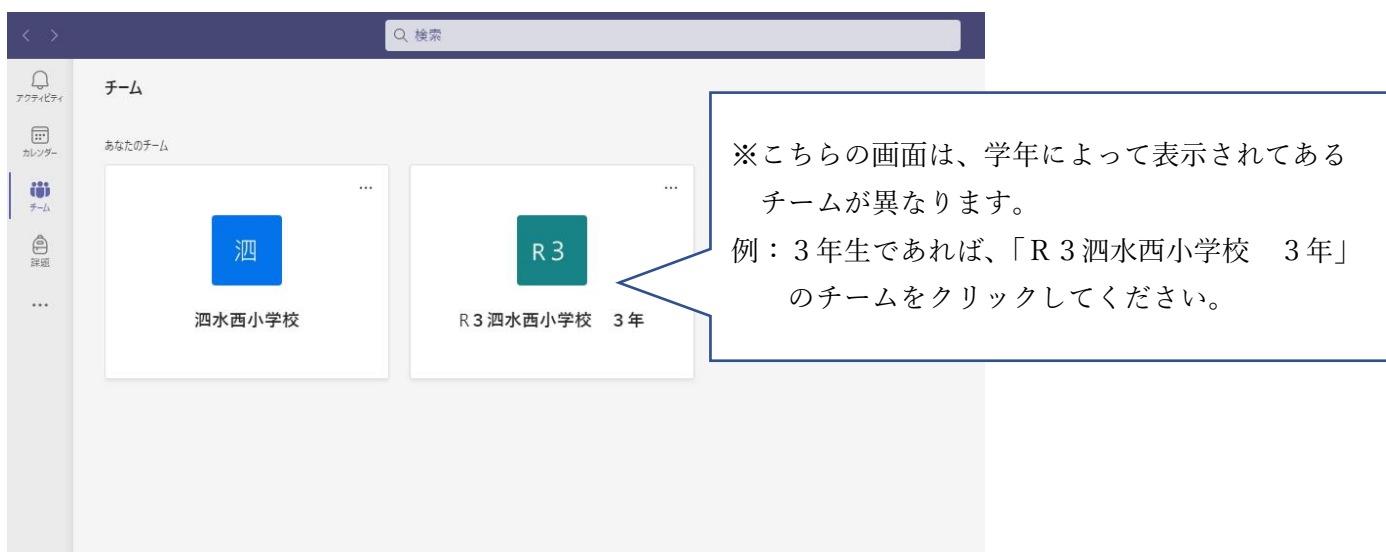 検索
アクティビティ
カレンダー
チーム
課題
チーム
あなたのチーム
泗
泗水西小学校
R3
R3泗水西小学校　3年
※こちらの画面は、学年によって表示されてある
チームが異なります。
例：３年生であれば、「Ｒ３泗水西小学校　３年」
のチームをクリックしてください。